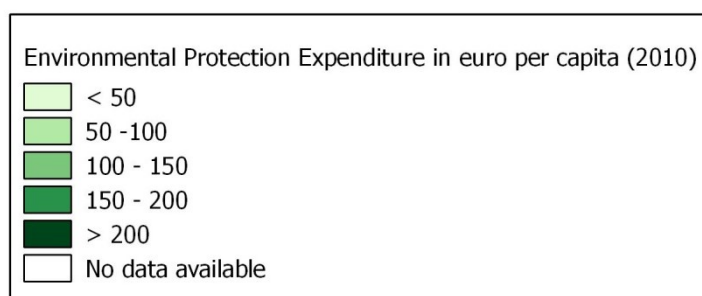 Environmental Protection Expenditure in euro per capita (2010)
< 50
50 -100
100 - 150
150 - 200
> 200
No data available